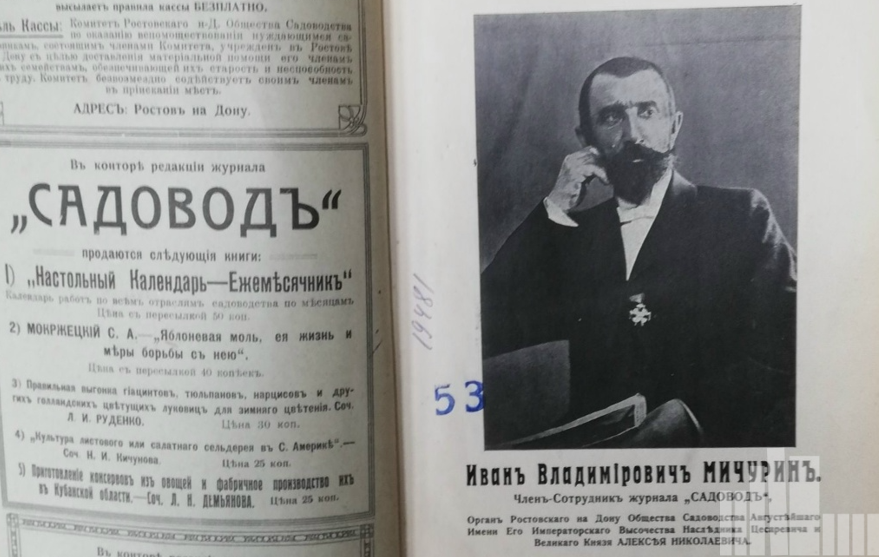 высылает правила кассы БЕЗПЛАТНО.
ль Кассы: Комитетъ Ростовскаго н-Д. Общества Садоводства
по оказанію вспомоществованія нуждающимся са-
состоящимъ членами Комитета, учрежденъ въ Ростовѣ
Дону съ цѣлью доставленія матеріальной помощи его членамъ
ихъ семействамъ, обезпечивающей ихъ старость и неспособность
труду. Комитетъ безвозмездно содѣйствуетъ своимъ членамъ
въ пріисканіи мѣстъ.
АДРЕСЪ: Ростовъ на Дону.
Въ конторѣ редакціи журнала
„САДОВОДЪ“
продаются слѣдующія книги:
1) „Настольный Календарь—Ежемѣсячникъ“
Календарь работъ по всѣмъ отраслямъ садоводства по мѣсяцамъ
Цѣна съ пересылкой 50 коп.
2) МОКРЖЕЦКІЙ С. А.—„Яблоневая моль, ея жизнь и
мѣры борьбы съ нею“.
Цѣна съ пересылкой 40 копѣекъ.
3) Правильная выгонка гіацинтовъ, тюльпановъ, нарцисовъ и дру-
гихъ голландскихъ цвѣтущихъ луковицъ для зимняго цвѣтенія. Соч.
Л. И. РУДЕНКО. Цѣна 30 коп.
4) „Культура листового или салатнаго сельдерея въ С. Америкѣ“.—
Соч. Н. И. Кичунова. Цѣна 25 коп.
5) Приготовленіе консервовъ изъ овощей и фабричное производство ихъ
въ Кубанской области.—Соч. Л. Н. ДЕМЬЯНОВА. Цѣна 25 коп.
Въ конторѣ
19481
53
Иванъ Владиміровичъ МИЧУРИНЪ.
Членъ-Сотрудникъ журнала „САДОВОДЪ“,
Органъ Ростовскаго на Дону Общества Садоводства Августѣйшаго
Имени Его Императорскаго Высочества Наслѣдника Цесаревича и
Великаго Князя АЛЕКСѢЯ НИКОЛАЕВИЧА.